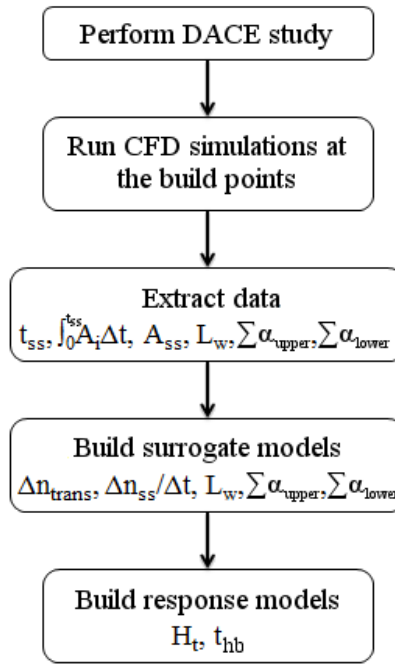 Perform DACE study
Run CFD simulations at
the build points
Extract data
t_ss, ∫₀^{t_ss} A_i Δt, A_ss, L_w, ∑α_upper, ∑α_lower
Build surrogate models
Δn_trans, Δn_ss/Δt, L_w, ∑α_upper, ∑α_lower
Build response models
H_t, t_hb